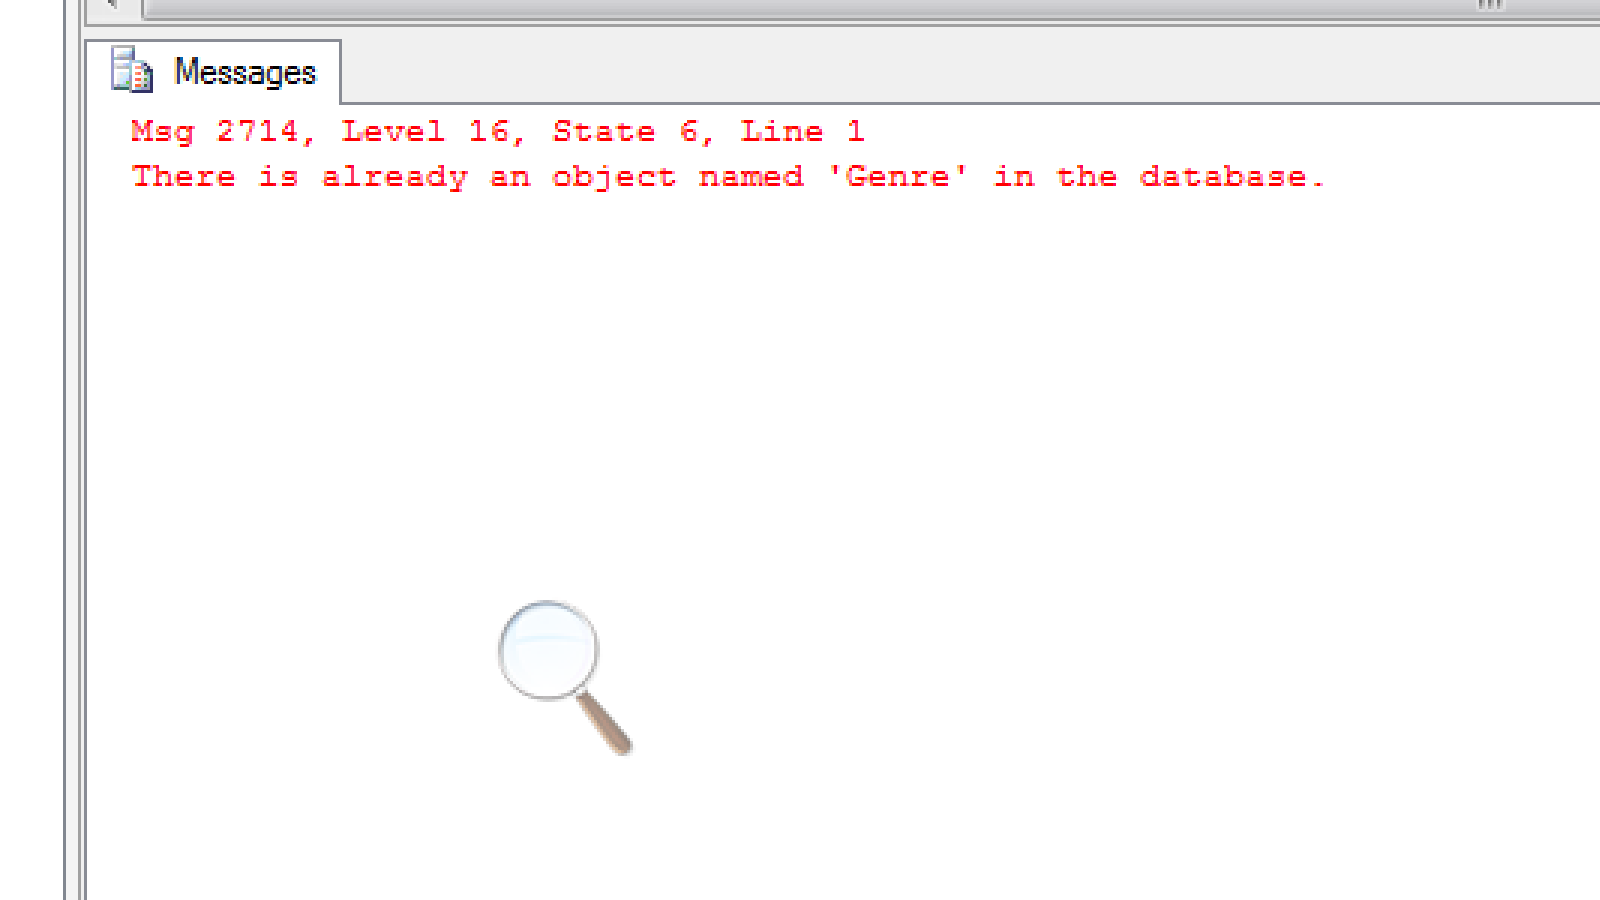 Messages
Msg 2714, Level 16, State 6, Line 1
There is already an object named 'Genre' in the database.